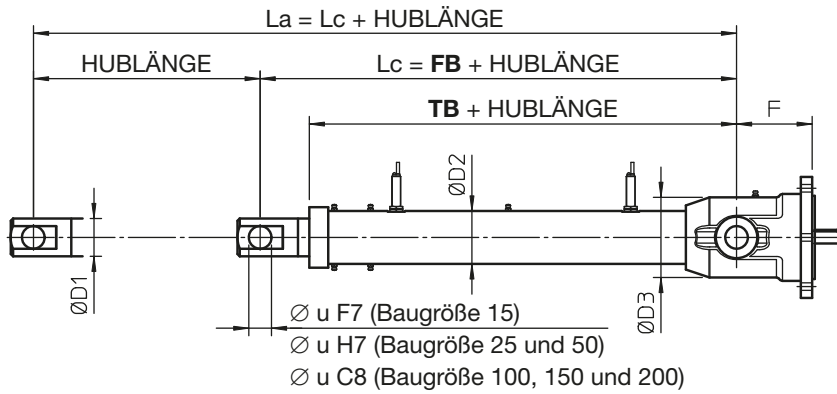 La = Lc + HUBLÄNGE
HUBLÄNGE
Lc = FB + HUBLÄNGE
TB + HUBLÄNGE
F
ØD2
ØD1
ØD3
∅ u F7 (Baugröße 15)
∅ u H7 (Baugröße 25 und 50)
∅ u C8 (Baugröße 100, 150 und 200)